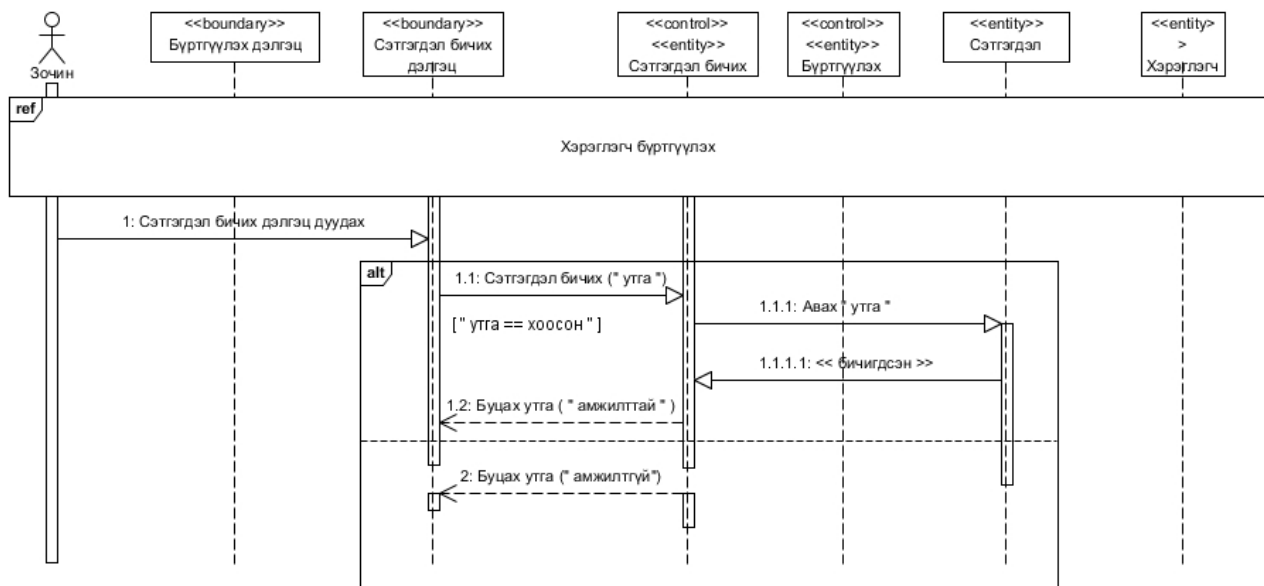 <<boundary>>
Бүртгүүлэх дэлгэц
<<boundary>>
Сэтгэгдэл бичих
дэлгэц
<<control>>
<<entity>>
Сэтгэгдэл бичих
<<control>>
<<entity>>
Бүртгүүлэх
<<entity>>
Сэтгэгдэл
<<entity>
>
Хэрэглэгч
Зочин
ref
Хэрэглэгч бүртгүүлэх
1: Сэтгэгдэл бичих дэлгэц дуудах
alt
1.1: Сэтгэгдэл бичих (" утга ")
1.1.1: Авах " утга "
[ " утга == хоосон " ]
1.1.1.1: << бичигдсэн >>
1.2: Буцах утга ( " амжилттай " )
2: Буцах утга (" амжилтгүй")